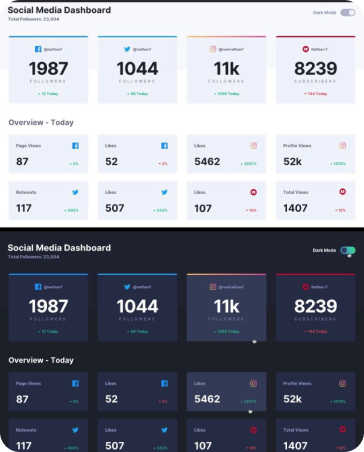 Social Media Dashboard
Total Followers: 23,004
Dark Mode
@nathanf
@nathanf
@realnathanf
Nathan F.
1987
1044
11k
8239
FOLLOWERS
FOLLOWERS
FOLLOWERS
SUBSCRIBERS
12 Today
99 Today
1099 Today
144 Today
Overview - Today
Page Views
Likes
Likes
Profile Views
87
3%
52
2%
5462
2257%
52k
1375%
Retweets
Likes
Likes
Total Views
117
303%
507
553%
107
19%
1407
12%
Social Media Dashboard
Total Followers: 23,004
Dark Mode
@nathanf
@nathanf
@realnathanf
Nathan F.
1987
1044
11k
8239
FOLLOWERS
FOLLOWERS
FOLLOWERS
SUBSCRIBERS
12 Today
99 Today
1099 Today
144 Today
Overview - Today
Page Views
Likes
Likes
Profile Views
87
3%
52
2%
5462
2257%
52k
1375%
Retweets
Likes
Likes
Total Views
117
507
107
1407